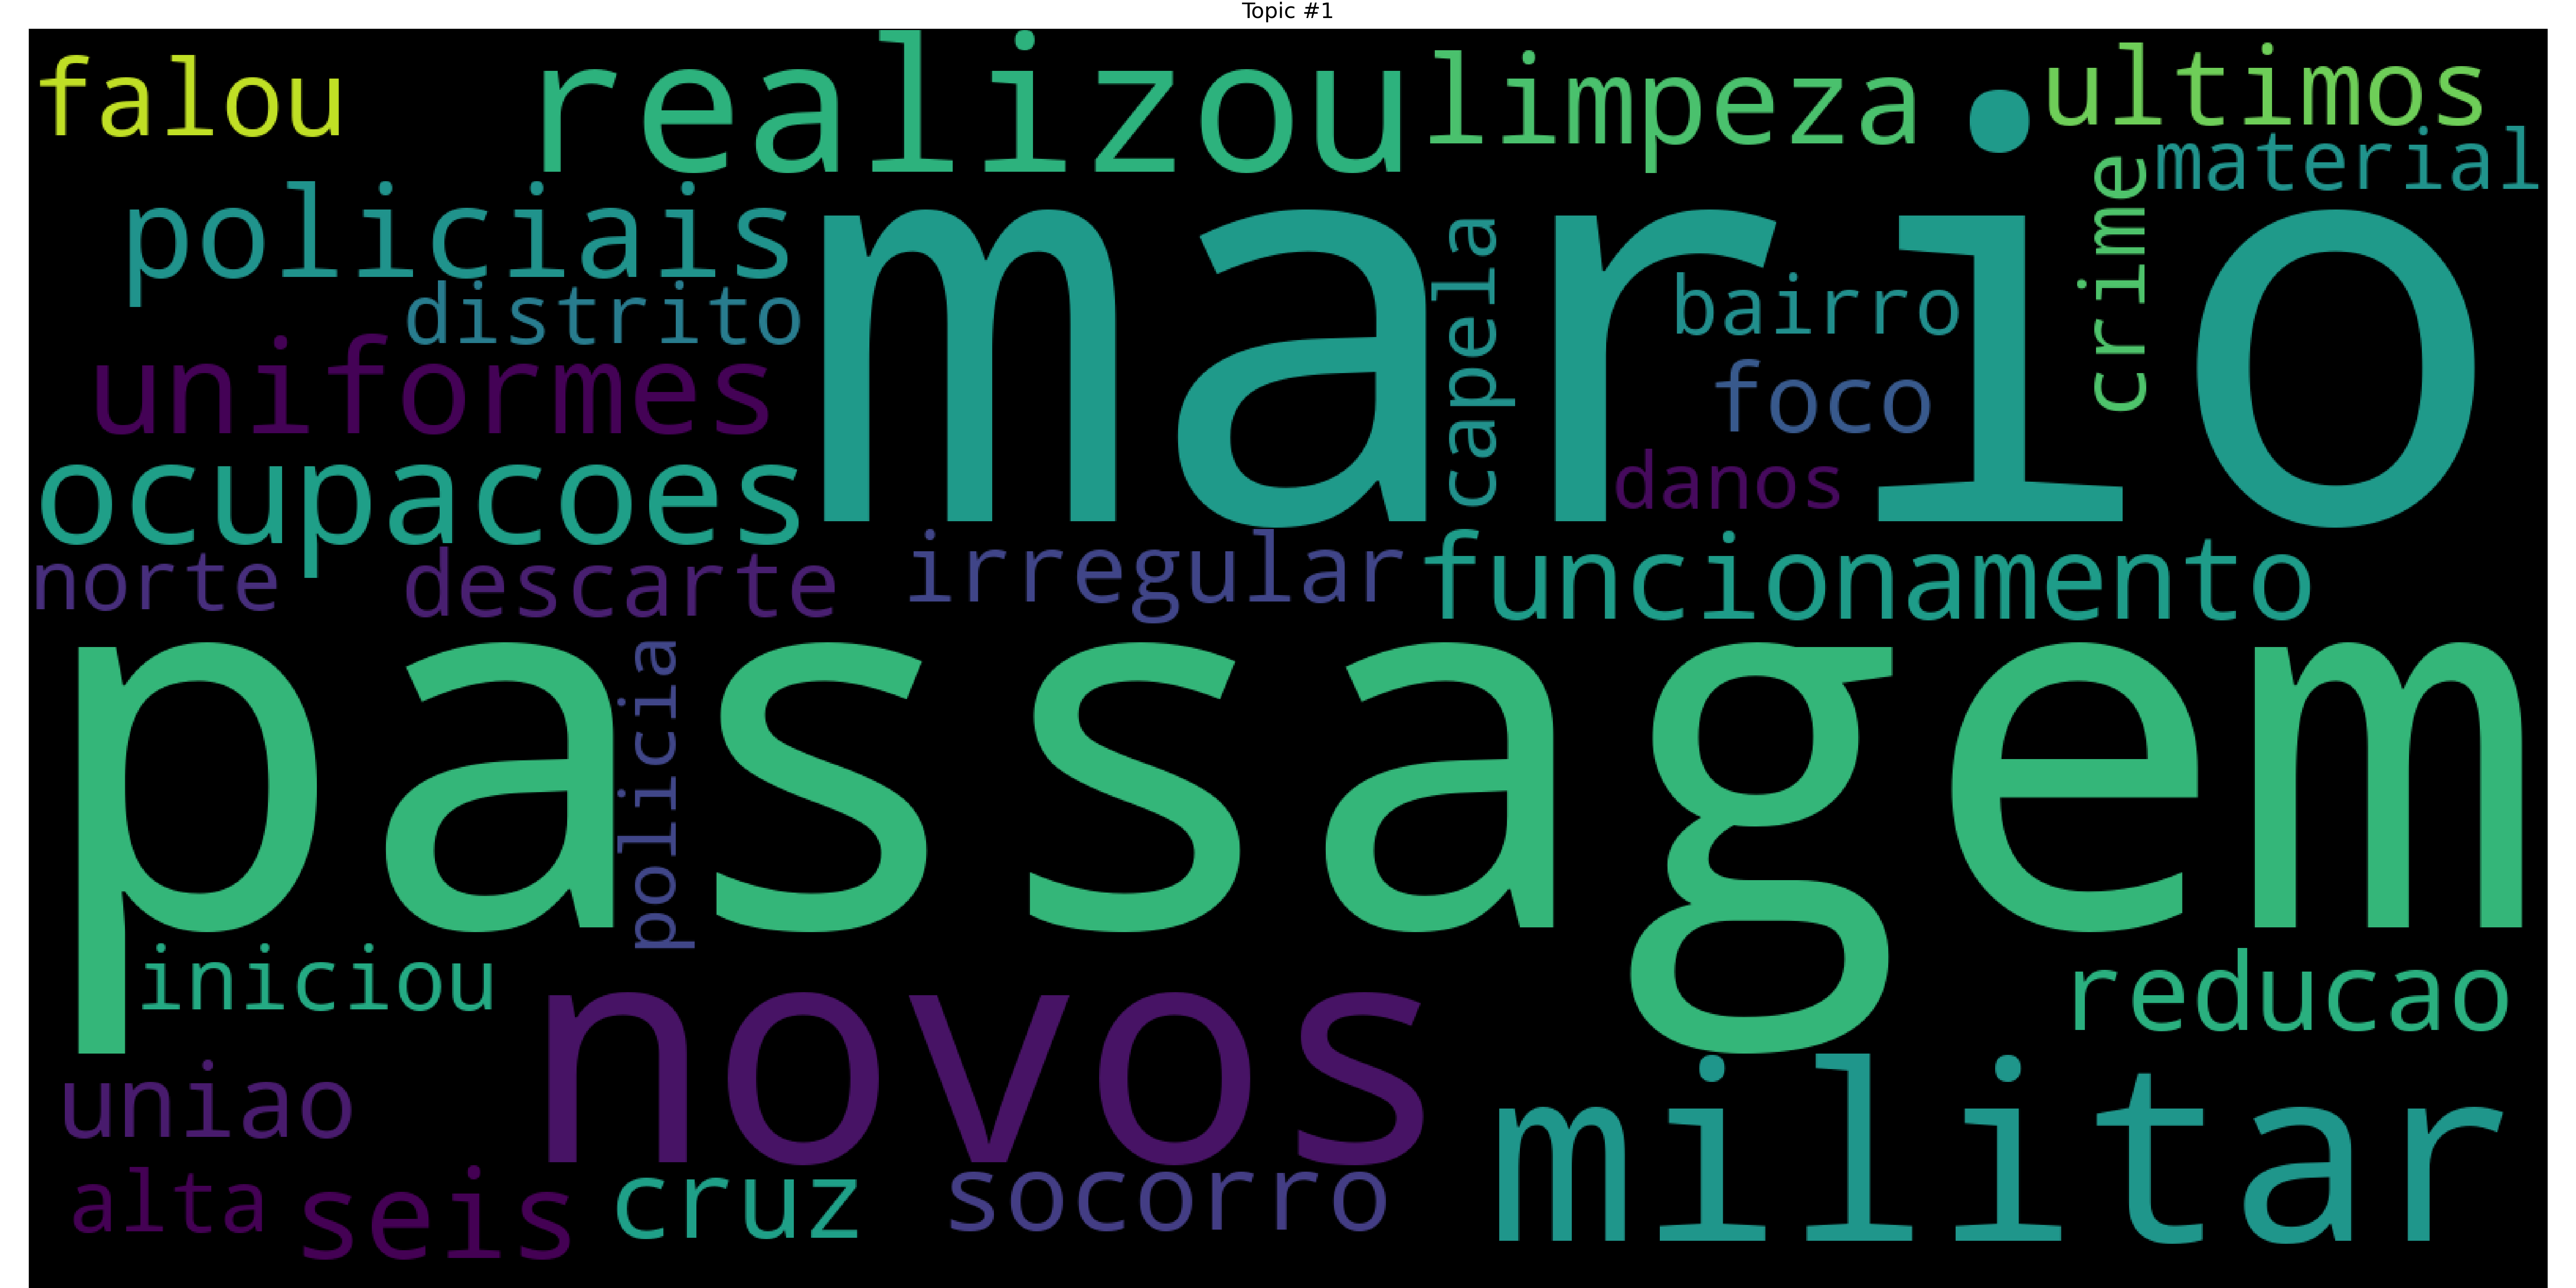 Topic #1
falou
realizou
limpeza
ultimos
material
crime
policiais
mario
capela
distrito
bairro
uniformes
foco
ocupacoes
danos
norte
descarte
irregular
funcionamento
passagem
policia
iniciou
novos
reducao
militar
uniao
alta
seis
cruz
socorro